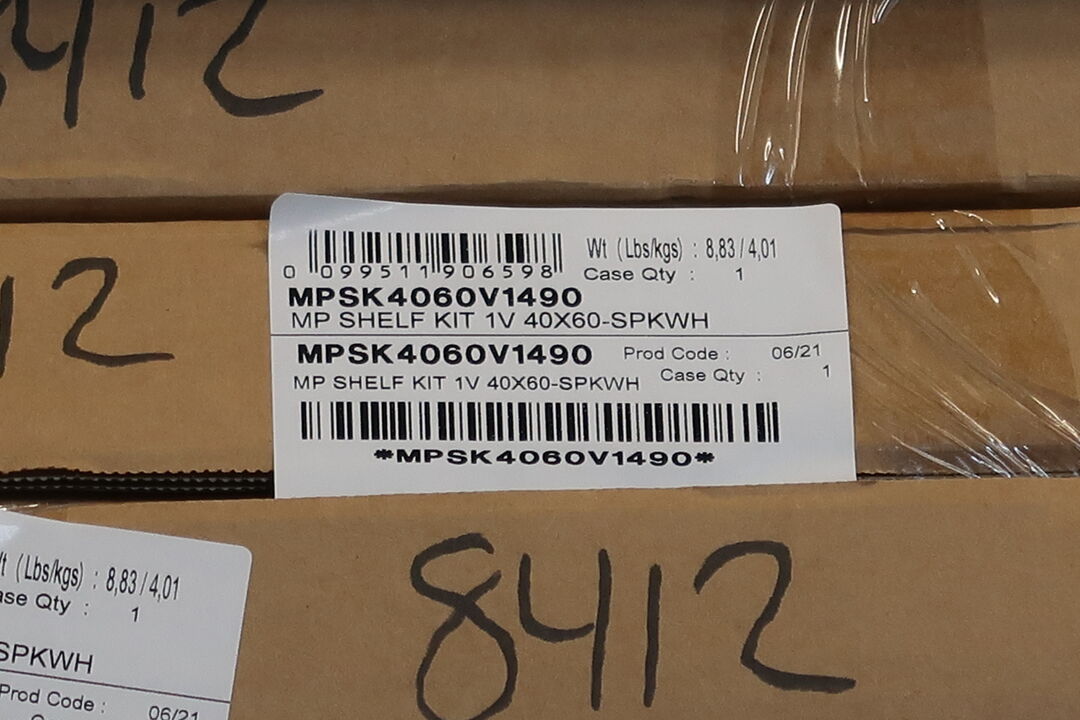 8412
12
0 099511 906598
Wt (Lbs/kgs) : 8,83 / 4,01
Case Qty : 1
MPSK4060V1490
MP SHELF KIT 1V 40X60-SPKWH
MPSK4060V1490
Prod Code : 06/21
MP SHELF KIT 1V 40X60-SPKWH
Case Qty : 1
*MPSK4060V1490*
8412
Wt (Lbs/kgs) : 8,83 / 4,01
Case Qty : 1
SPKWH
Prod Code : 06/21